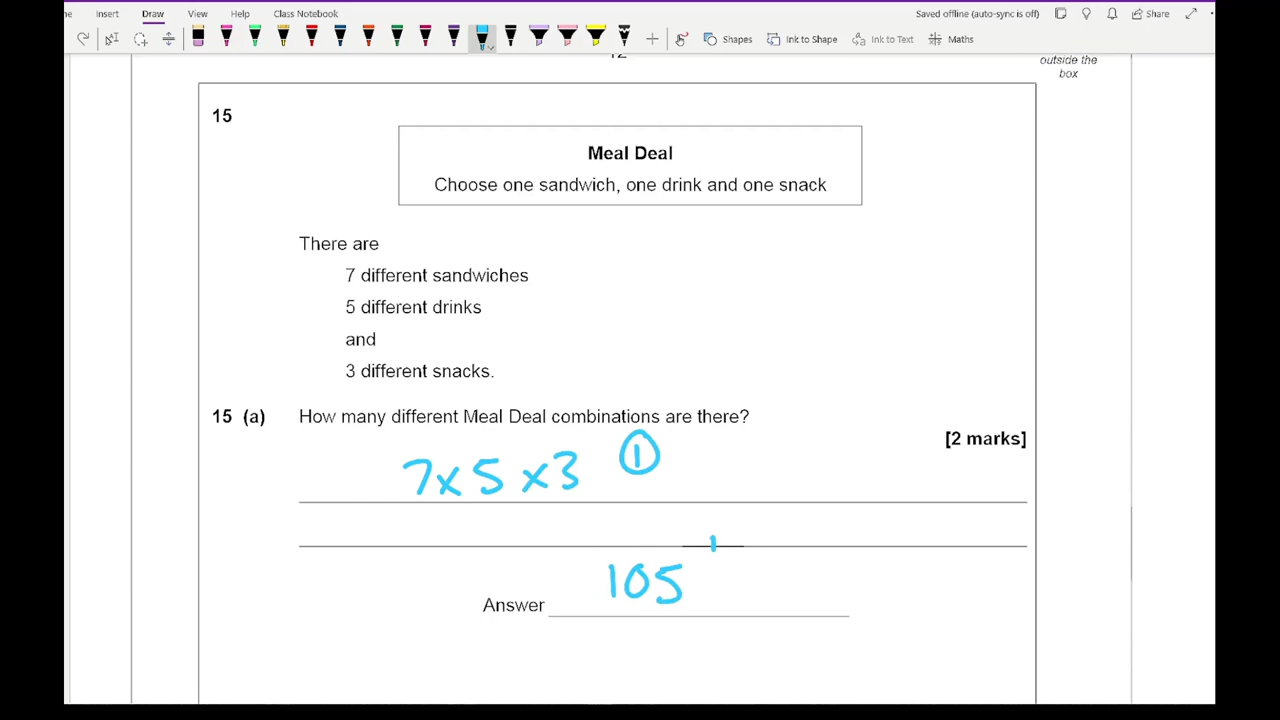 Insert Draw View Help Class Notebook Saved offline (auto-sync is off) Share
Shapes Ink to Shape Ink to Text Maths
outside the
box
15
Meal Deal
Choose one sandwich, one drink and one snack
There are
7 different sandwiches
5 different drinks
and
3 different snacks.
15 (a) How many different Meal Deal combinations are there?
[2 marks]
7x5x3 1
1
105
Answer